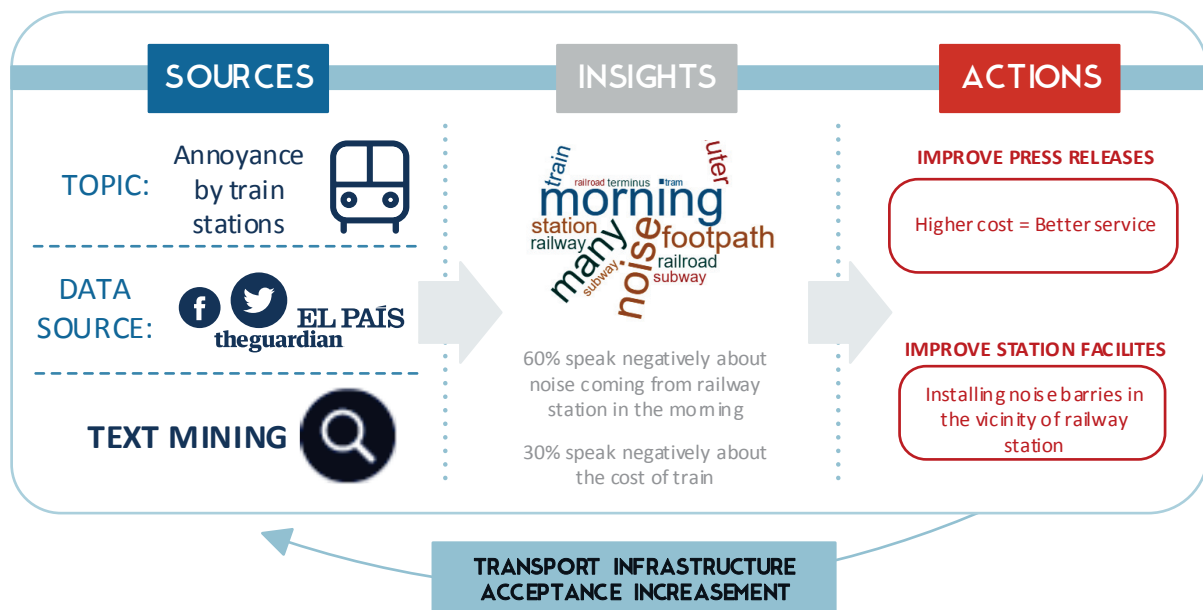 SOURCES
INSIGHTS
ACTIONS
TOPIC:
Annoyance
by train
stations
DATA
SOURCE:
f
EL PAÍS
theguardian
TEXT MINING
train
uter
railroad terminus tram
morning
station
railway
many
noise
footpath
subway
railroad
subway
60% speak negatively about
noise coming from railway
station in the morning
30% speak negatively about
the cost of train
IMPROVE PRESS RELEASES
Higher cost = Better service
IMPROVE STATION FACILITES
Installing noise barries in
the vicinity of railway
station
TRANSPORT INFRASTRUCTURE
ACCEPTANCE INCREASEMENT